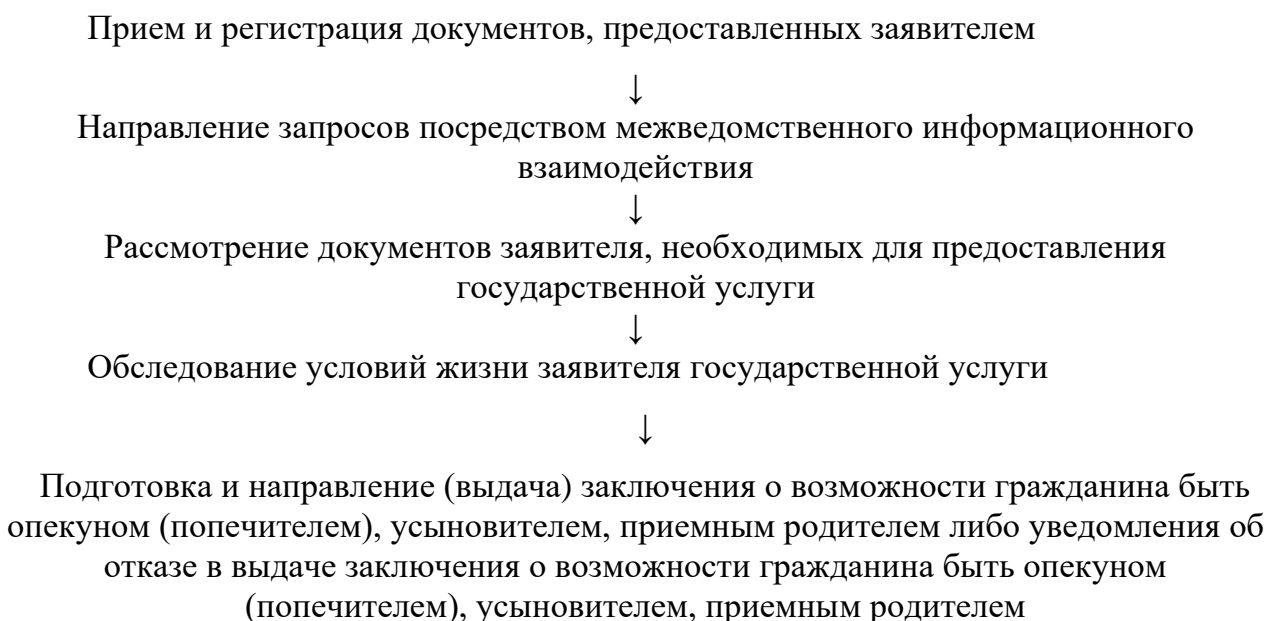 Прием и регистрация документов, предоставленных заявителем
↓
Направление запросов посредством межведомственного информационного
взаимодействия
↓
Рассмотрение документов заявителя, необходимых для предоставления
государственной услуги
↓
Обследование условий жизни заявителя государственной услуги
↓
Подготовка и направление (выдача) заключения о возможности гражданина быть
опекуном (попечителем), усыновителем, приемным родителем либо уведомления об
отказе в выдаче заключения о возможности гражданина быть опекуном
(попечителем), усыновителем, приемным родителем